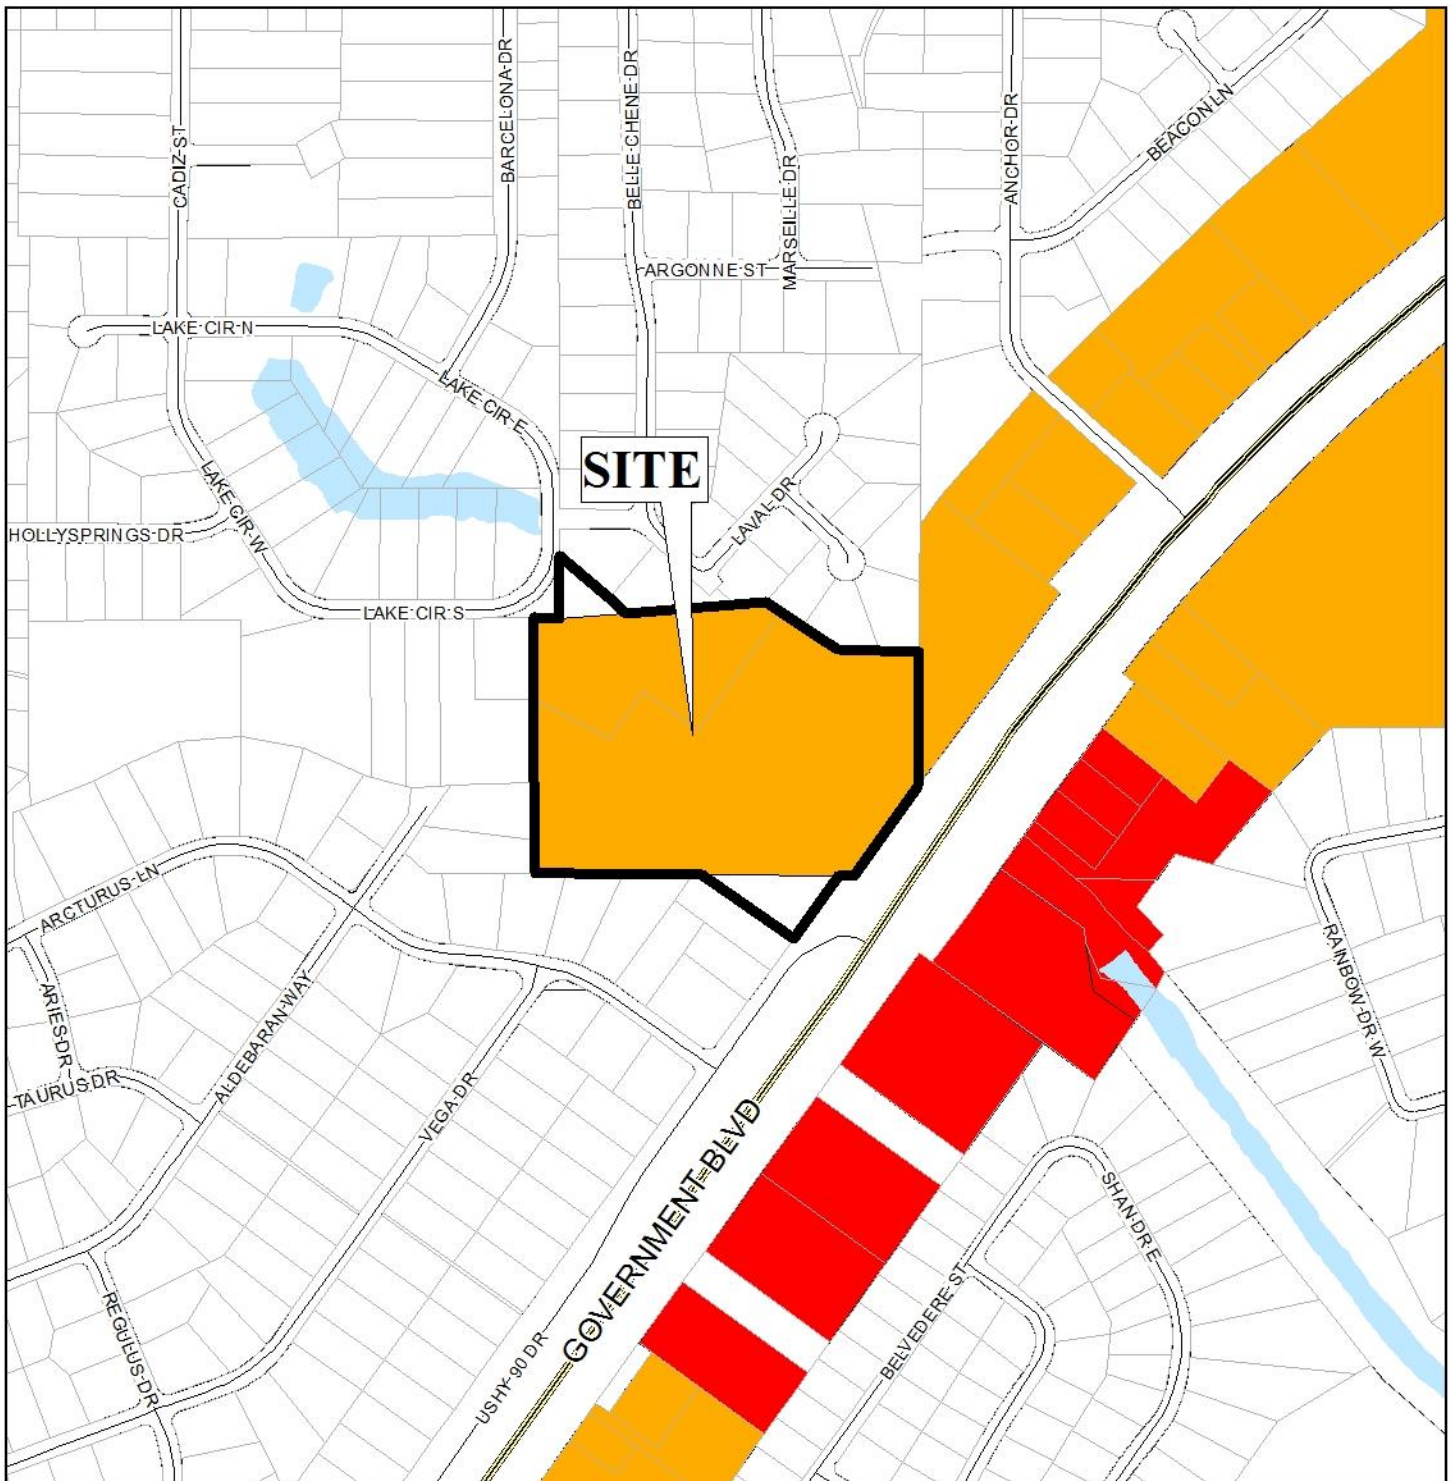 CADIZ ST
BARCELONA DR
BELLE CHENE DR
MARSEILLE DR
ANCHOR DR
BEACON LN
ARGONNE ST
LAKE CIR N
LAKE CIR E
SITE
LAVAL DR
LAKE CIR W
HOLLYSPRINGS DR
LAKE CIR S
ARCTURUS LN
ARIES DR
ALDEBARAN WAY
RAINBOW DR W
TAURUS DR
VEGA DR
GOVERNMENT BLVD
SHAN DR E
REGULUS DR
BELVEDERE ST
USHY 90 DR